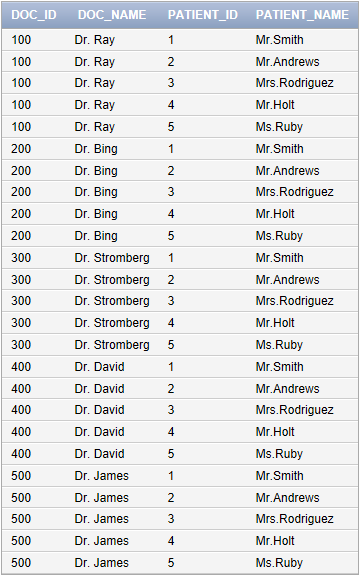 DOC_ID DOC_NAME PATIENT_ID PATIENT_NAME
100 Dr. Ray 1 Mr.Smith
100 Dr. Ray 2 Mr.Andrews
100 Dr. Ray 3 Mrs.Rodriguez
100 Dr. Ray 4 Mr.Holt
100 Dr. Ray 5 Ms.Ruby
200 Dr. Bing 1 Mr.Smith
200 Dr. Bing 2 Mr.Andrews
200 Dr. Bing 3 Mrs.Rodriguez
200 Dr. Bing 4 Mr.Holt
200 Dr. Bing 5 Ms.Ruby
300 Dr. Stromberg 1 Mr.Smith
300 Dr. Stromberg 2 Mr.Andrews
300 Dr. Stromberg 3 Mrs.Rodriguez
300 Dr. Stromberg 4 Mr.Holt
300 Dr. Stromberg 5 Ms.Ruby
400 Dr. David 1 Mr.Smith
400 Dr. David 2 Mr.Andrews
400 Dr. David 3 Mrs.Rodriguez
400 Dr. David 4 Mr.Holt
400 Dr. David 5 Ms.Ruby
500 Dr. James 1 Mr.Smith
500 Dr. James 2 Mr.Andrews
500 Dr. James 3 Mrs.Rodriguez
500 Dr. James 4 Mr.Holt
500 Dr. James 5 Ms.Ruby